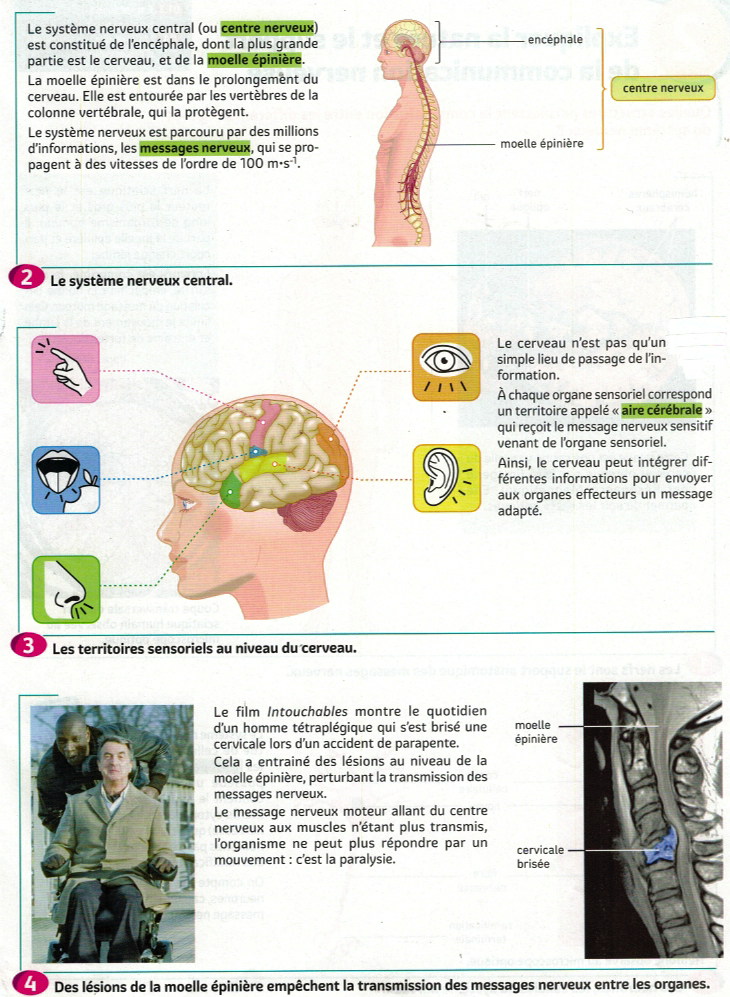 Le système nerveux central (ou centre nerveux)
est constitué de l'encéphale, dont la plus grande
partie est le cerveau, et de la moelle épinière.
La moelle épinière est dans le prolongement du
cerveau. Elle est entourée par les vertèbres de la
colonne vertébrale, qui la protègent.
Le système nerveux est parcouru par des millions
d'informations, les messages nerveux, qui se pro-
pagent à des vitesses de l'ordre de 100 m·s⁻¹.
encéphale
centre nerveux
moelle épinière
2 Le système nerveux central.
Le cerveau n'est pas qu'un
simple lieu de passage de l'in-
formation.
À chaque organe sensoriel correspond
un territoire appelé « aire cérébrale »
qui reçoit le message nerveux sensitif
venant de l'organe sensoriel.
Ainsi, le cerveau peut intégrer dif-
férentes informations pour envoyer
aux organes effecteurs un message
adapté.
3 Les territoires sensoriels au niveau du cerveau.
Le film Intouchables montre le quotidien
d'un homme tétraplégique qui s'est brisé une
cervicale lors d'un accident de parapente.
Cela a entrainé des lésions au niveau de la
moelle épinière, perturbant la transmission des
messages nerveux.
Le message nerveux moteur allant du centre
nerveux aux muscles n'étant plus transmis,
l'organisme ne peut plus répondre par un
mouvement : c'est la paralysie.
moelle
épinière
cervicale
brisée
4 Des lésions de la moelle épinière empêchent la transmission des messages nerveux entre les organes.